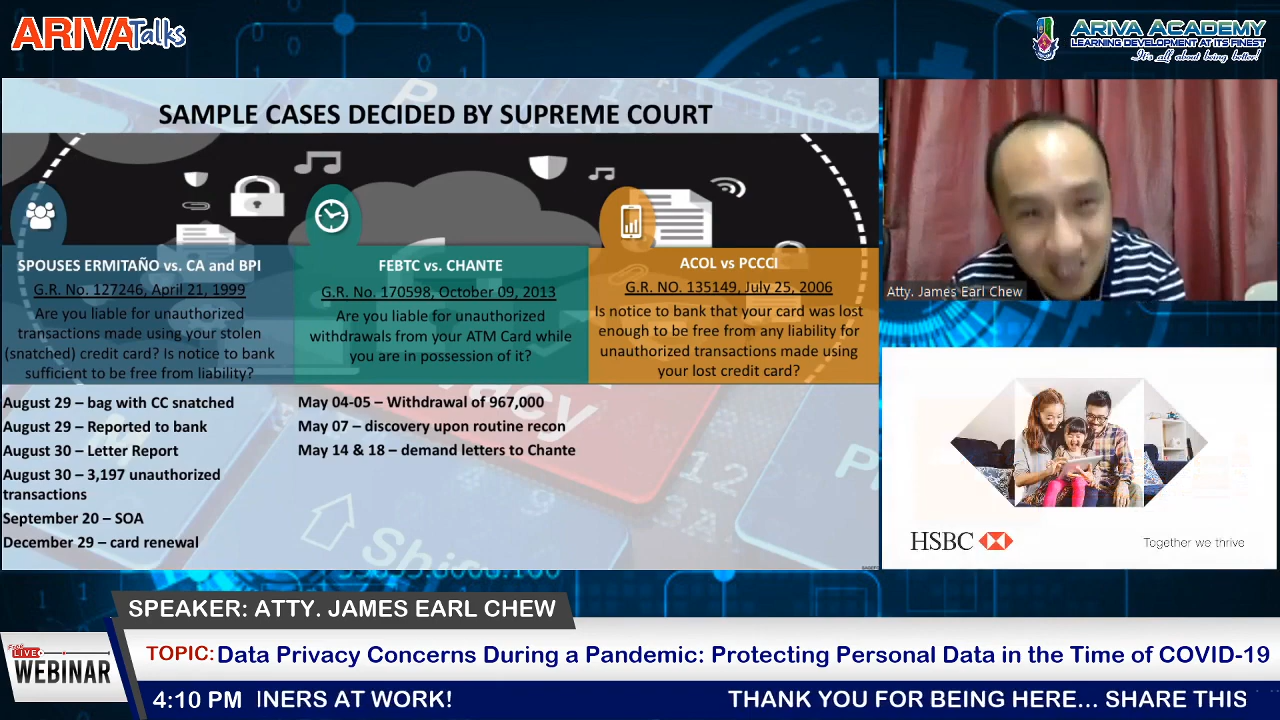 ARIVA Talks
ARIVA ACADEMY
LEARNING DEVELOPMENT AT ITS FINEST
It's all about being better!
SAMPLE CASES DECIDED BY SUPREME COURT
SPOUSES ERMITAÑO vs. CA and BPI
G.R. No. 127246, April 21, 1999
Are you liable for unauthorized
transactions made using your stolen
(snatched) credit card? Is notice to bank
sufficient to be free from liability?
FEBTC vs. CHANTE
G.R. No. 170598, October 09, 2013
Are you liable for unauthorized
withdrawals from your ATM Card while
you are in possession of it?
ACOL vs PCCCI
G.R. NO. 135149, July 25, 2006
Is notice to bank that your card was lost
enough to be free from any liability for
unauthorized transactions made using
your lost credit card?
August 29 – bag with CC snatched
August 29 – Reported to bank
August 30 – Letter Report
August 30 – 3,197 unauthorized
transactions
September 20 – SOA
December 29 – card renewal
May 04-05 – Withdrawal of 967,000
May 07 – discovery upon routine recon
May 14 & 18 – demand letters to Chante
Atty. James Earl Chew
HSBC
Together we thrive
SPEAKER: ATTY. JAMES EARL CHEW
Free
LIVE
WEBINAR
TOPIC: Data Privacy Concerns During a Pandemic: Protecting Personal Data in the Time of COVID-19
4:10 PM
INERS AT WORK! THANK YOU FOR BEING HERE... SHARE THIS